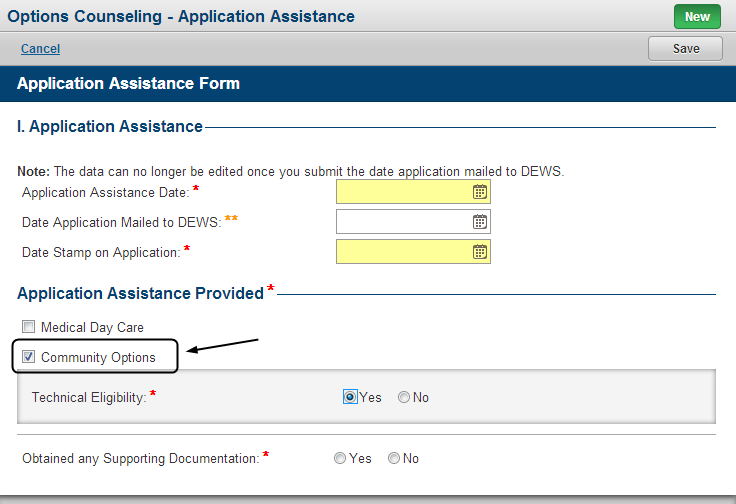 Options Counseling - Application Assistance
New
Cancel
Save
Application Assistance Form
I. Application Assistance
Note: The data can no longer be edited once you submit the date application mailed to DEWS.
Application Assistance Date: *
Date Application Mailed to DEWS: **
Date Stamp on Application: *
Application Assistance Provided *
Medical Day Care
Community Options
Technical Eligibility: * Yes No
Obtained any Supporting Documentation: * Yes No